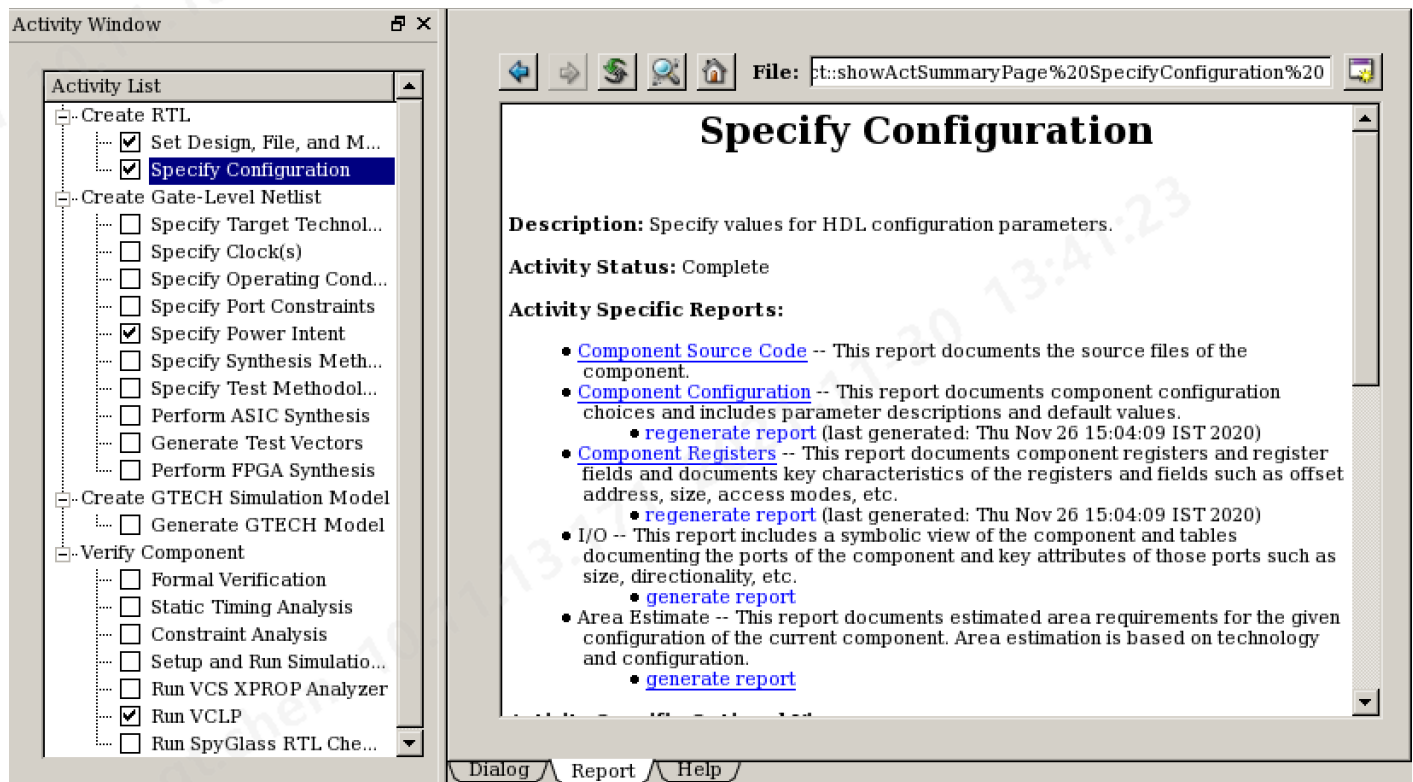 Activity Window
Activity List
Create RTL
Set Design, File, and M...
Specify Configuration
Create Gate-Level Netlist
Specify Target Technol...
Specify Clock(s)
Specify Operating Cond...
Specify Port Constraints
Specify Power Intent
Specify Synthesis Meth...
Specify Test Methodol...
Perform ASIC Synthesis
Generate Test Vectors
Perform FPGA Synthesis
Create GTECH Simulation Model
Generate GTECH Model
Verify Component
Formal Verification
Static Timing Analysis
Constraint Analysis
Setup and Run Simulatio...
Run VCS XPROP Analyzer
Run VCLP
Run SpyGlass RTL Che...
File: ct::showActSummaryPage%20SpecifyConfiguration%20
Specify Configuration
Description: Specify values for HDL configuration parameters.
Activity Status: Complete
Activity Specific Reports:
• Component Source Code -- This report documents the source files of the
component.
• Component Configuration -- This report documents component configuration
choices and includes parameter descriptions and default values.
• regenerate report (last generated: Thu Nov 26 15:04:09 IST 2020)
• Component Registers -- This report documents component registers and register
fields and documents key characteristics of the registers and fields such as offset
address, size, access modes, etc.
• regenerate report (last generated: Thu Nov 26 15:04:09 IST 2020)
• I/O -- This report includes a symbolic view of the component and tables
documenting the ports of the component and key attributes of those ports such as
size, directionality, etc.
• generate report
• Area Estimate -- This report documents estimated area requirements for the given
configuration of the current component. Area estimation is based on technology
and configuration.
• generate report
Dialog Report Help
11-30 13:41:23